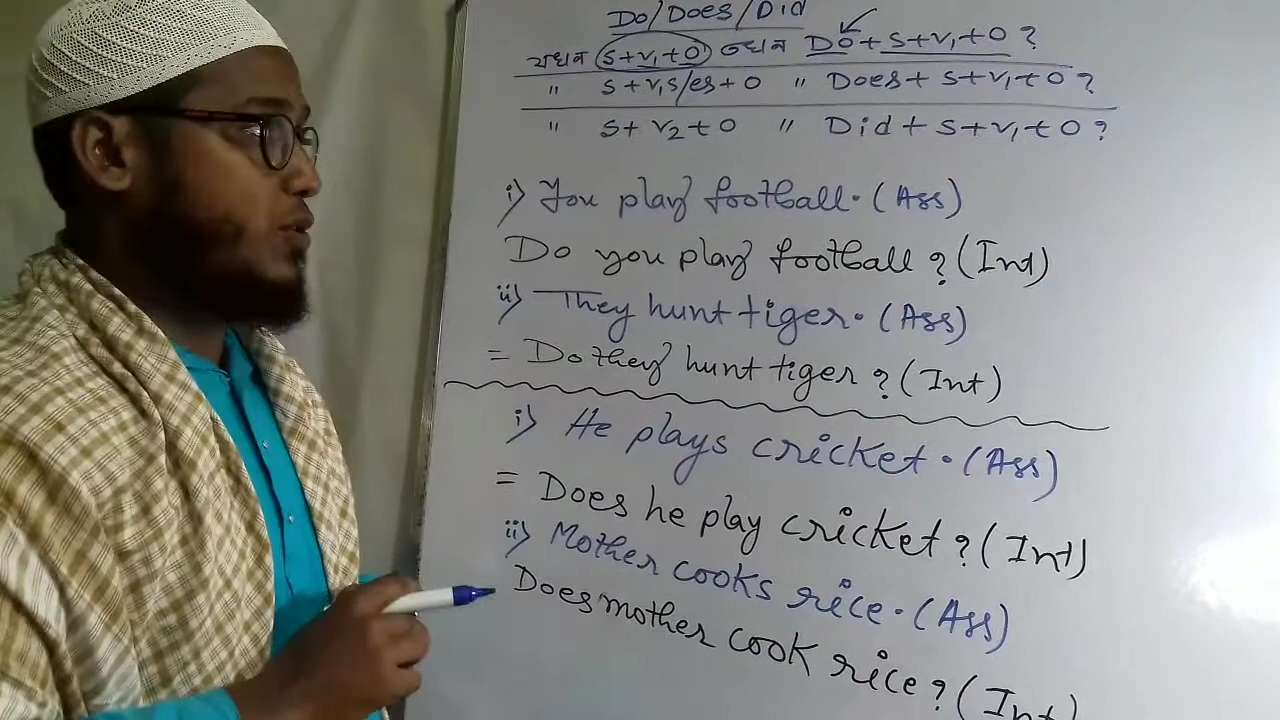 Do/Does/Did
যখন S+V₁+O তখন Do+S+V₁+O?
" S+V₁s/es+O " Does+S+V₁+O?
" S+V₂+O " Did+S+V₁+O?
i) You play football. (Ass)
Do you play football? (Int)
ii) They hunt tiger. (Ass)
= Do they hunt tiger? (Int)
i) He plays cricket. (Ass)
= Does he play cricket? (Int)
ii) Mother cooks rice. (Ass)
Does mother cook rice? (Int)